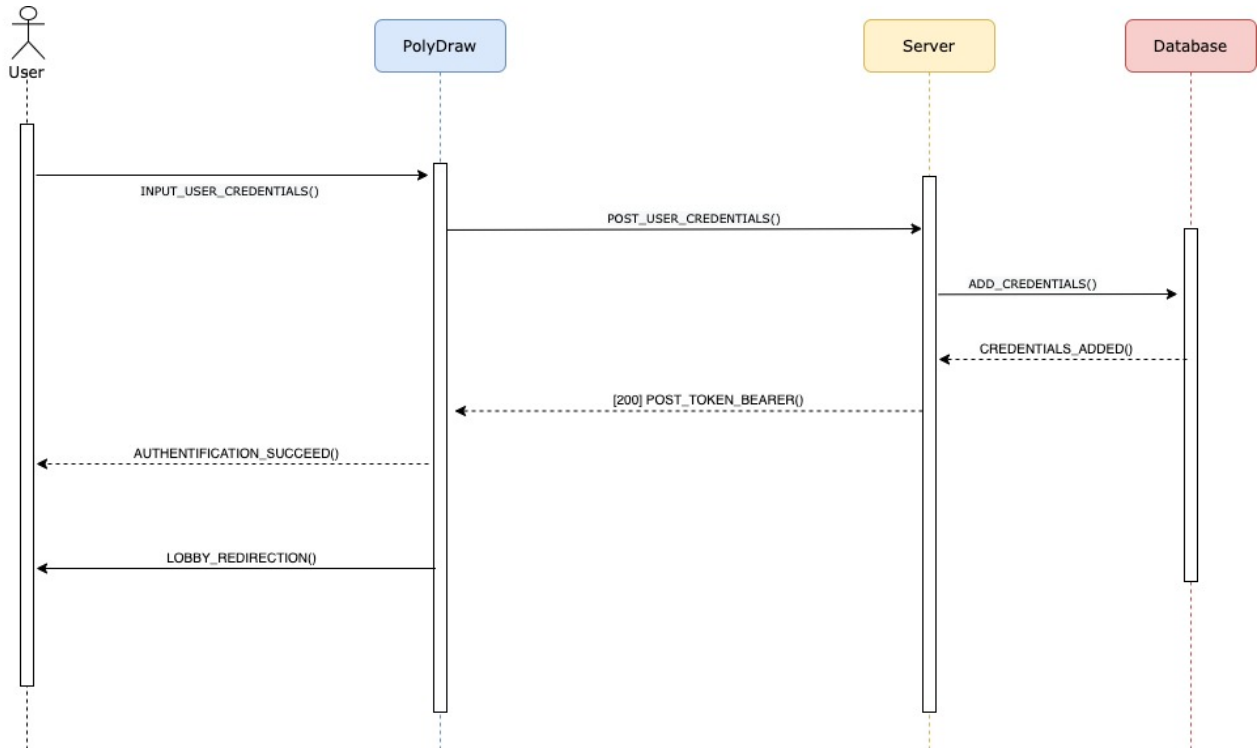 User
PolyDraw
Server
Database
INPUT_USER_CREDENTIALS()
POST_USER_CREDENTIALS()
ADD_CREDENTIALS()
CREDENTIALS_ADDED()
[200] POST_TOKEN_BEARER()
AUTHENTIFICATION_SUCCEED()
LOBBY_REDIRECTION()